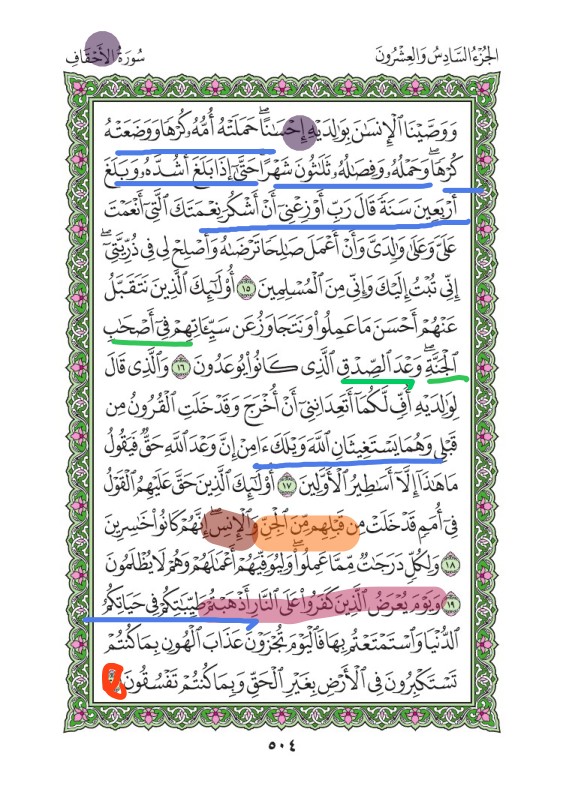 الجُزْءُ السَّادِسُ وَالعِشْرُونَ
سُورَةُ الأَحْقَافِ
وَوَصَّيْنَا ٱلْإِنسَٰنَ بِوَٰلِدَيْهِ إِحْسَٰنًاۖ حَمَلَتْهُ أُمُّهُۥ كُرْهًا وَوَضَعَتْهُ
كُرْهًاۖ وَحَمْلُهُۥ وَفِصَٰلُهُۥ ثَلَٰثُونَ شَهْرًاۚ حَتَّىٰٓ إِذَا بَلَغَ أَشُدَّهُۥ وَبَلَغَ
أَرْبَعِينَ سَنَةً قَالَ رَبِّ أَوْزِعْنِىٓ أَنْ أَشْكُرَ نِعْمَتَكَ ٱلَّتِىٓ أَنْعَمْتَ
عَلَىَّ وَعَلَىٰ وَٰلِدَىَّ وَأَنْ أَعْمَلَ صَٰلِحًا تَرْضَىٰهُ وَأَصْلِحْ لِى فِى ذُرِّيَّتِىٓۖ
إِنِّى تُبْتُ إِلَيْكَ وَإِنِّى مِنَ ٱلْمُسْلِمِينَ ١٥ أُو۟لَٰٓئِكَ ٱلَّذِينَ نَتَقَبَّلُ
عَنْهُمْ أَحْسَنَ مَا عَمِلُوا۟ وَنَتَجَاوَزُ عَن سَيِّـَٔاتِهِمْ فِىٓ أَصْحَٰبِ
ٱلْجَنَّةِۖ وَعْدَ ٱلصِّدْقِ ٱلَّذِى كَانُوا۟ يُوعَدُونَ ١٦ وَٱلَّذِى قَالَ
لِوَٰلِدَيْهِ أُفٍّ لَّكُمَآ أَتَعِدَانِنِىٓ أَنْ أُخْرَجَ وَقَدْ خَلَتِ ٱلْقُرُونُ مِن
قَبْلِى وَهُمَا يَسْتَغِيثَانِ ٱللَّهَ وَيْلَكَ ءَامِنْ إِنَّ وَعْدَ ٱللَّهِ حَقٌّ فَيَقُولُ
مَا هَٰذَآ إِلَّآ أَسَٰطِيرُ ٱلْأَوَّلِينَ ١٧ أُو۟لَٰٓئِكَ ٱلَّذِينَ حَقَّ عَلَيْهِمُ ٱلْقَوْلُ
فِىٓ أُمَمٍ قَدْ خَلَتْ مِن قَبْلِهِم مِّنَ ٱلْجِنِّ وَٱلْإِنسِۖ إِنَّهُمْ كَانُوا۟ خَٰسِرِينَ
١٨ وَلِكُلٍّ دَرَجَٰتٌ مِّمَّا عَمِلُوا۟ۖ وَلِيُوَفِّيَهُمْ أَعْمَٰلَهُمْ وَهُمْ لَا يُظْلَمُونَ
١٩ وَيَوْمَ يُعْرَضُ ٱلَّذِينَ كَفَرُوا۟ عَلَى ٱلنَّارِ أَذْهَبْتُمْ طَيِّبَٰتِكُمْ فِى حَيَاتِكُمُ
ٱلدُّنْيَا وَٱسْتَمْتَعْتُم بِهَا فَٱلْيَوْمَ تُجْزَوْنَ عَذَابَ ٱلْهُونِ بِمَا كُنتُمْ
تَسْتَكْبِرُونَ فِى ٱلْأَرْضِ بِغَيْرِ ٱلْحَقِّ وَبِمَا كُنتُمْ تَفْسُقُونَ
٥٠٤